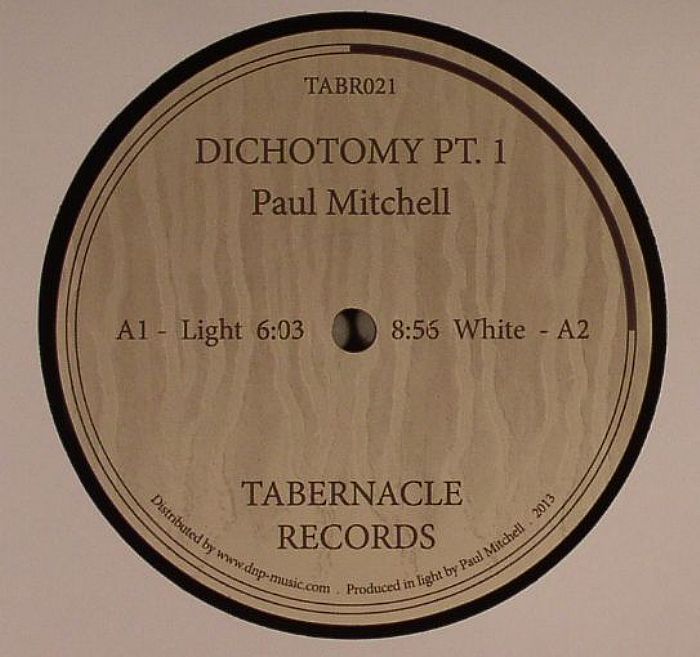 TABR021
DICHOTOMY PT. 1
Paul Mitchell
A1 - Light 6:03 8:56 White - A2
TABERNACLE
RECORDS
Distributed by www.dnp-music.com . Produced in light by Paul Mitchell . 2013